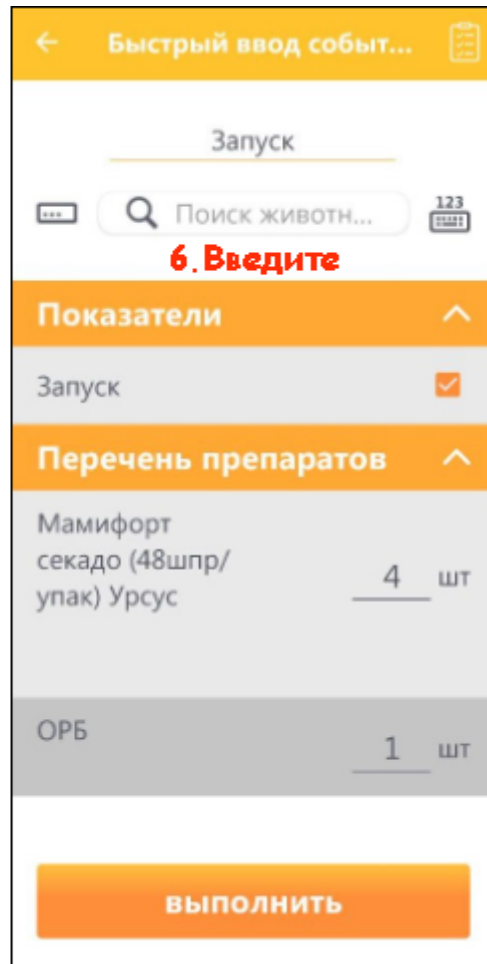 Быстрый ввод событ...
Запуск
Поиск животн...
123
6. Введите
Показатели
Запуск
Перечень препаратов
Мамифорт
секадо (48шпр/
упак) Урсус
4 шт
ОРБ
1 шт
ВЫПОЛНИТЬ